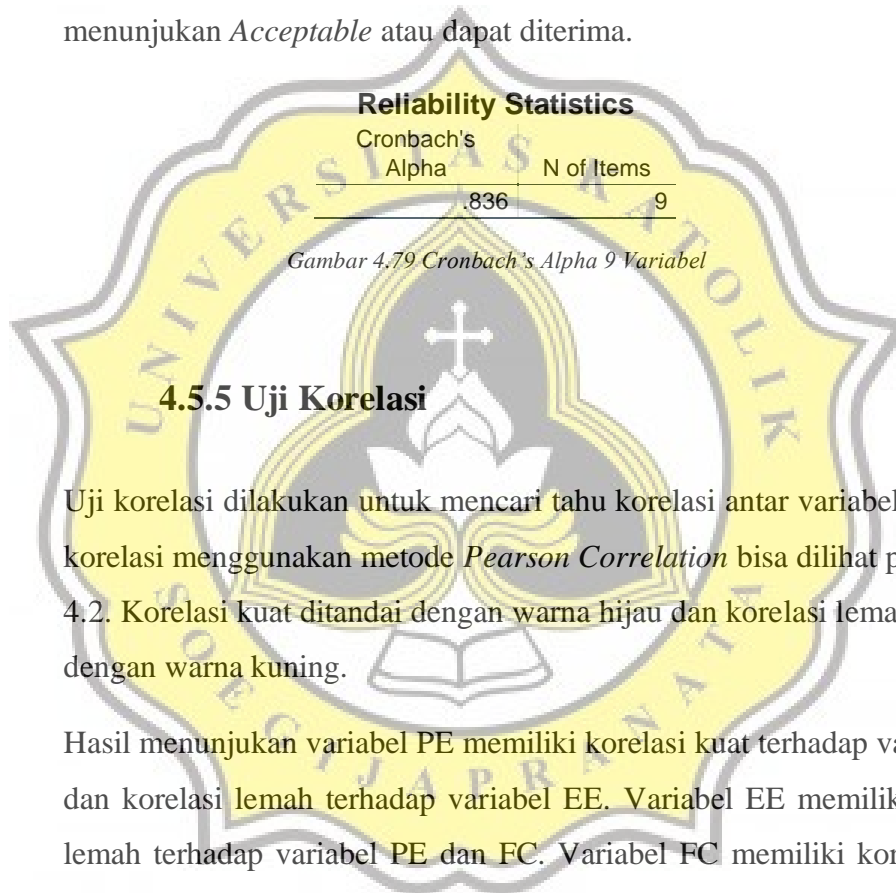 menunjukan Acceptable atau dapat diterima.
Reliability Statistics
Cronbach's
Alpha N of Items
.836 9
Gambar 4.79 Cronbach's Alpha 9 Variabel
4.5.5 Uji Korelasi
Uji korelasi dilakukan untuk mencari tahu korelasi antar variabel
korelasi menggunakan metode Pearson Correlation bisa dilihat p
4.2. Korelasi kuat ditandai dengan warna hijau dan korelasi lema
dengan warna kuning.
Hasil menunjukan variabel PE memiliki korelasi kuat terhadap va
dan korelasi lemah terhadap variabel EE. Variabel EE memilik
lemah terhadap variabel PE dan FC. Variabel FC memiliki kor
UNIVERSITAS KATOLIK
SOEGIJAPRANATA